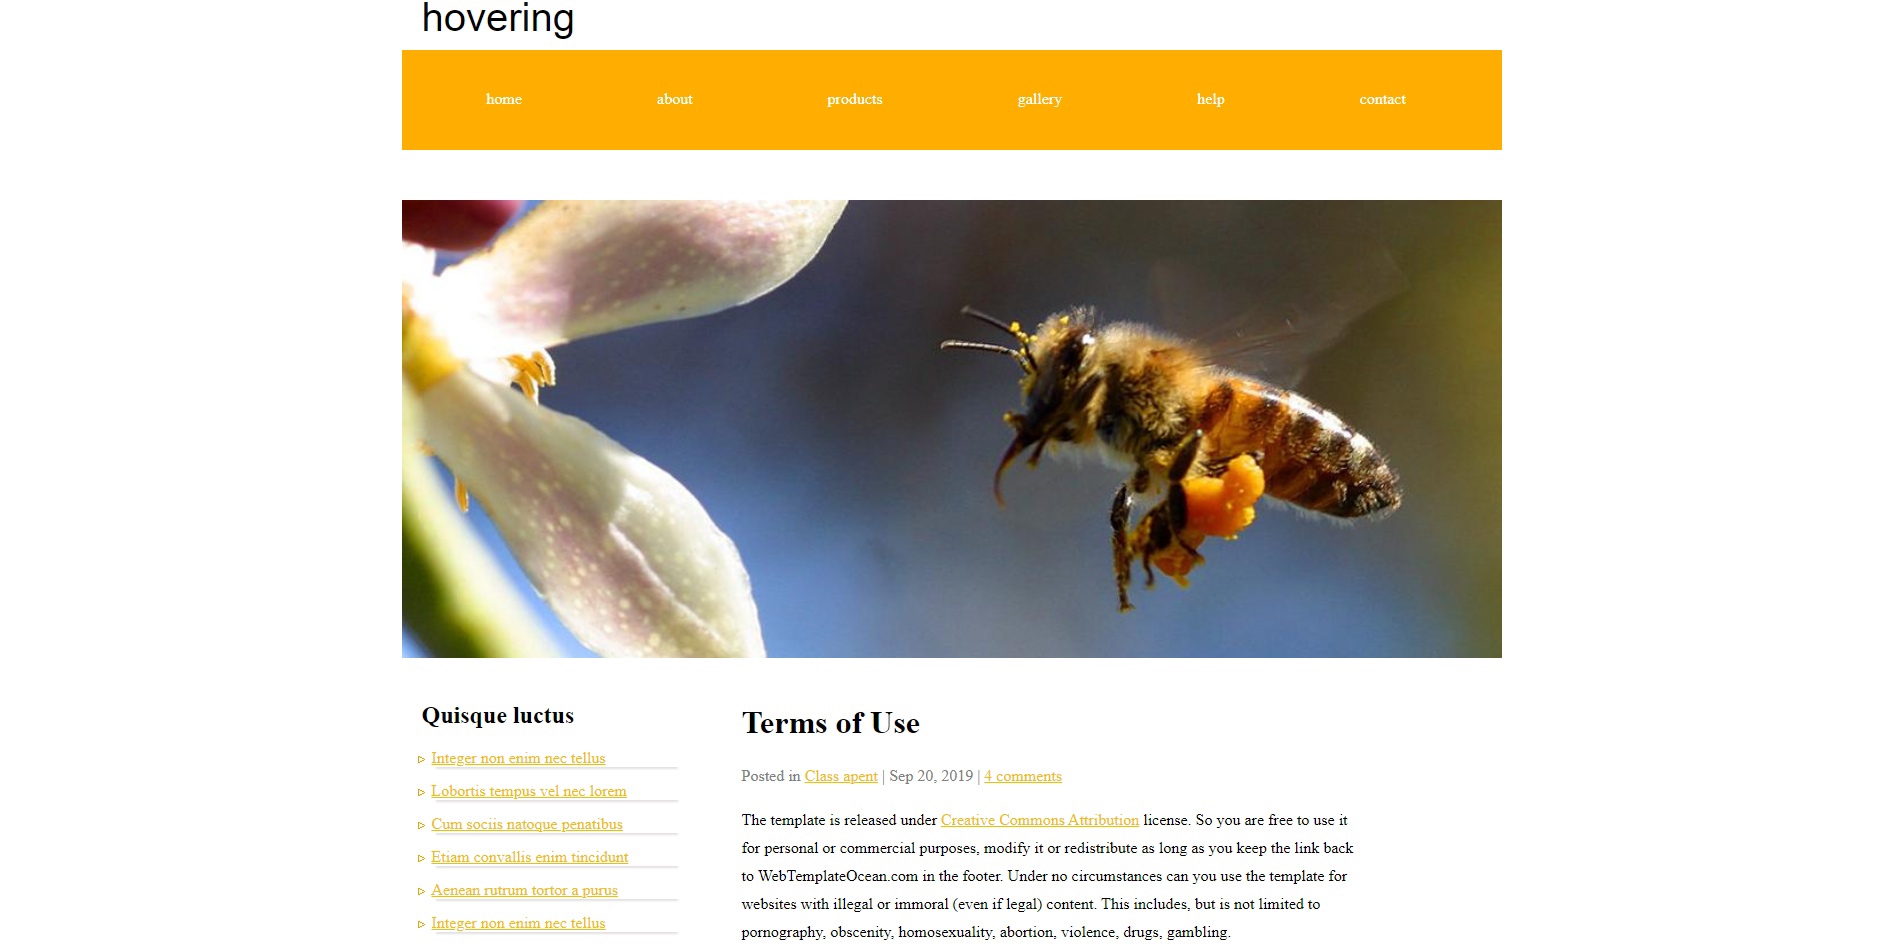 hovering
home about products gallery help contact
Quisque luctus
Integer non enim nec tellus
Lobortis tempus vel nec lorem
Cum sociis natoque penatibus
Etiam convallis enim tincidunt
Aenean rutrum tortor a purus
Integer non enim nec tellus
Terms of Use
Posted in Class apent | Sep 20, 2019 | 4 comments
The template is released under Creative Commons Attribution license. So you are free to use it
for personal or commercial purposes, modify it or redistribute as long as you keep the link back
to WebTemplateOcean.com in the footer. Under no circumstances can you use the template for
websites with illegal or immoral (even if legal) content. This includes, but is not limited to
pornography, obscenity, homosexuality, abortion, violence, drugs, gambling.